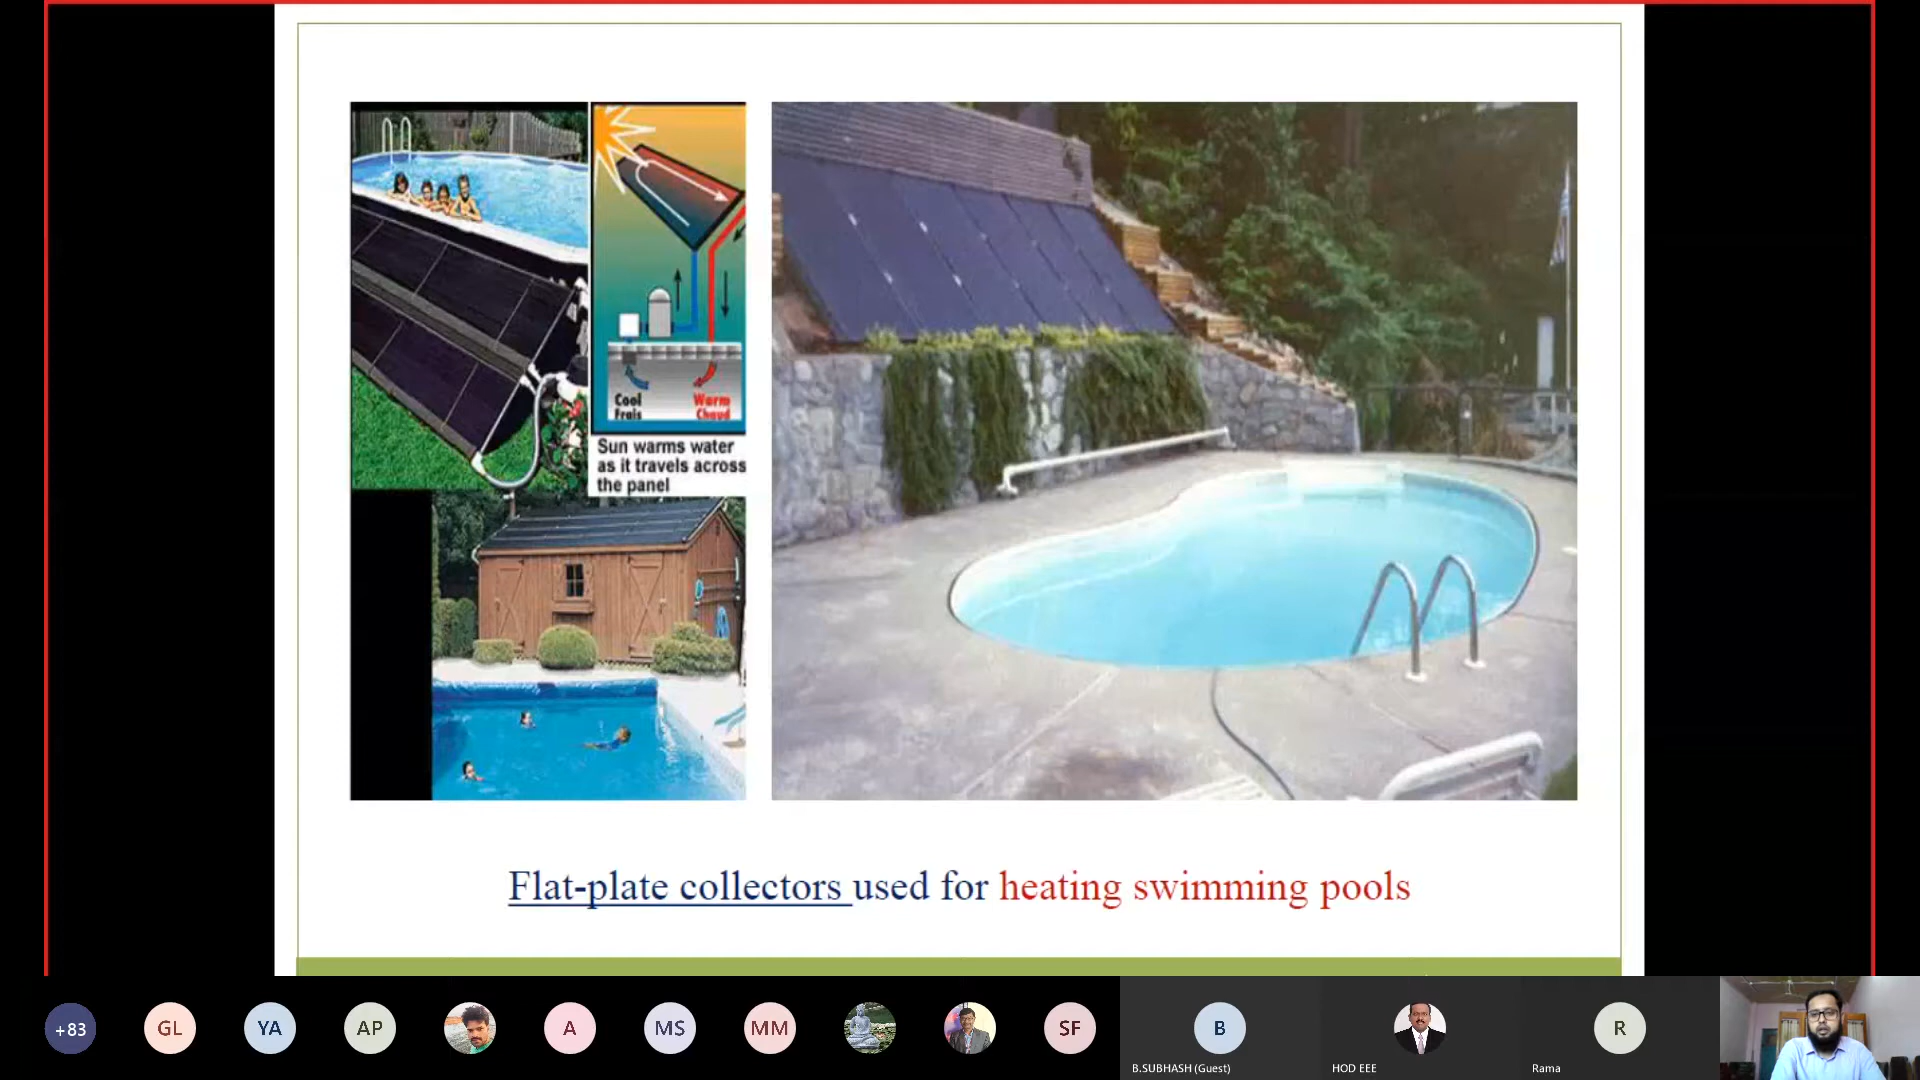 Cool
Frais
Warm
Chaud
Sun warms water
as it travels across
the panel
Flat-plate collectors used for heating swimming pools
+83
GL
YA
AP
A
MS
MM
SF
B
R
B.SUBHASH (Guest)
HOD EEE
Rama